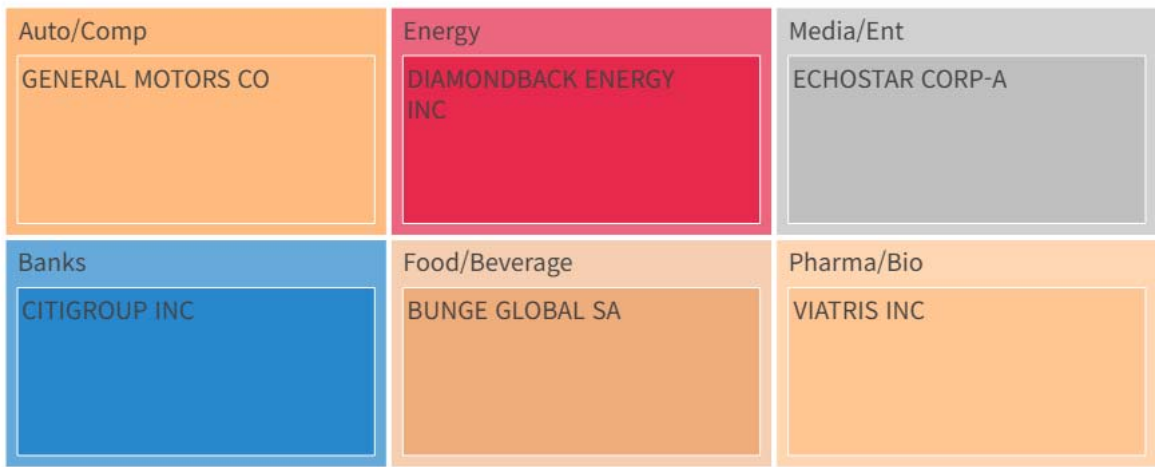 Auto/Comp
GENERAL MOTORS CO
Energy
DIAMONDBACK ENERGY
INC
Media/Ent
ECHOSTAR CORP-A
Banks
CITIGROUP INC
Food/Beverage
BUNGE GLOBAL SA
Pharma/Bio
VIATRIS INC